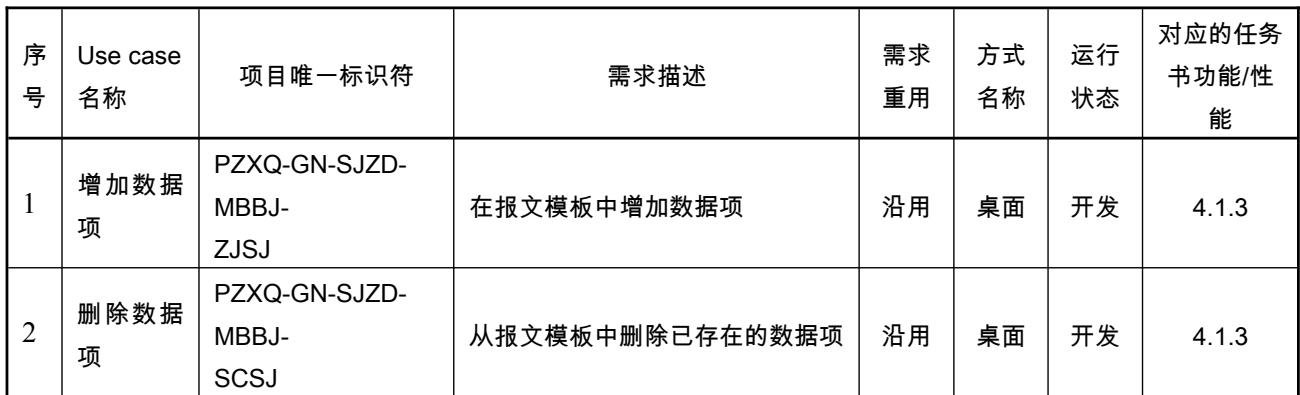 序号
Use case 名称
项目唯一标识符
需求描述
需求重用
方式名称
运行状态
对应的任务书功能/性能
1
增加数据项
PZXQ-GN-SJZD-
MBBJ-
ZJSJ
在报文模板中增加数据项
沿用
桌面
开发
4.1.3
2
删除数据项
PZXQ-GN-SJZD-
MBBJ-
SCSJ
从报文模板中删除已存在的数据项
沿用
桌面
开发
4.1.3